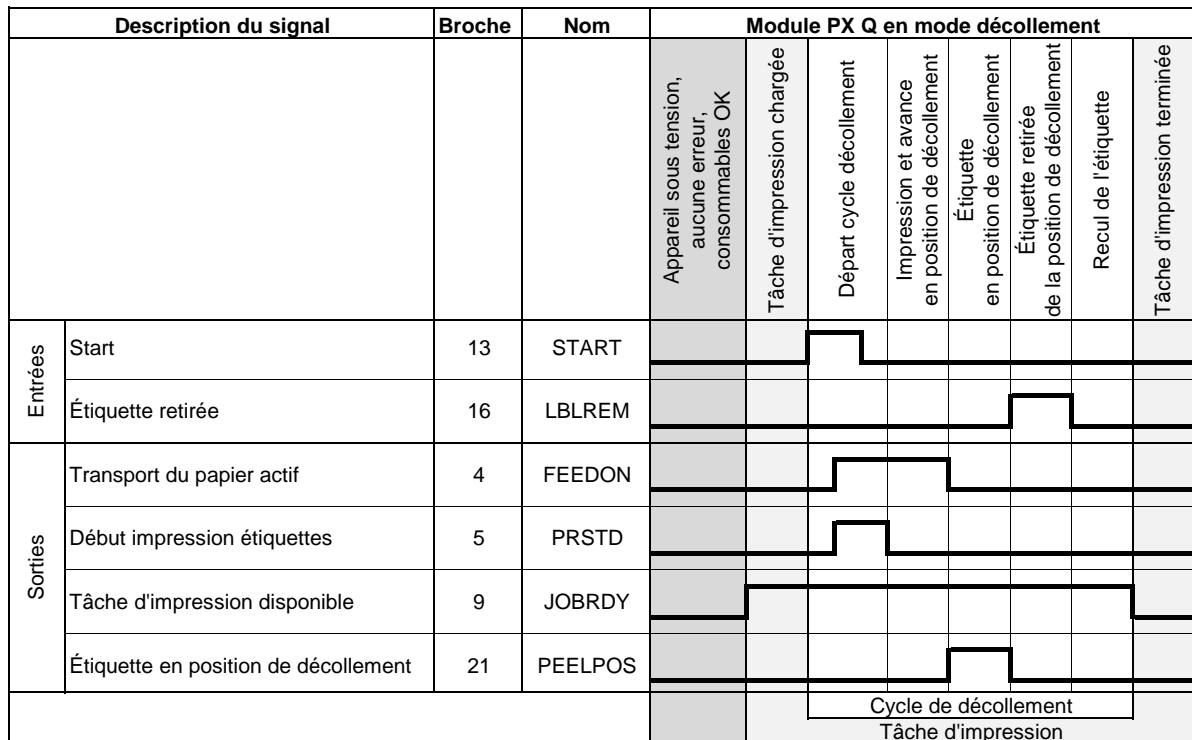 Description du signal Broche Nom Module PX Q en mode décollement
Appareil sous tension,
aucune erreur,
consommables OK
Tâche d'impression chargée
Départ cycle décollement
Impression et avance
en position de décollement
Étiquette
en position de décollement
Étiquette retirée
de la position de décollement
Recul de l'étiquette
Tâche d'impression terminée
Entrées
Start 13 START
Étiquette retirée 16 LBLREM
Sorties
Transport du papier actif 4 FEEDON
Début impression étiquettes 5 PRSTD
Tâche d'impression disponible 9 JOBRDY
Étiquette en position de décollement 21 PEELPOS
Cycle de décollement
Tâche d'impression